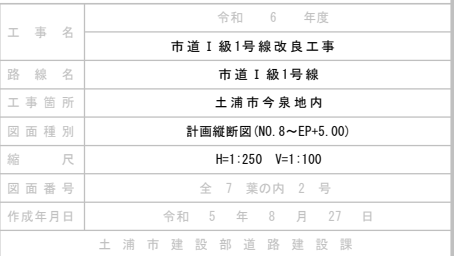 工事名 令和 6 年度
市道Ⅰ級1号線改良工事
路線名 市道Ⅰ級1号線
工事箇所 土浦市今泉地内
図面種別 計画縦断図(NO.8～EP+5.00)
縮尺 H=1:250 V=1:100
図面番号 全 7 葉の内 2 号
作成年月日 令和 5 年 8 月 27 日
土浦市建設部道路建設課